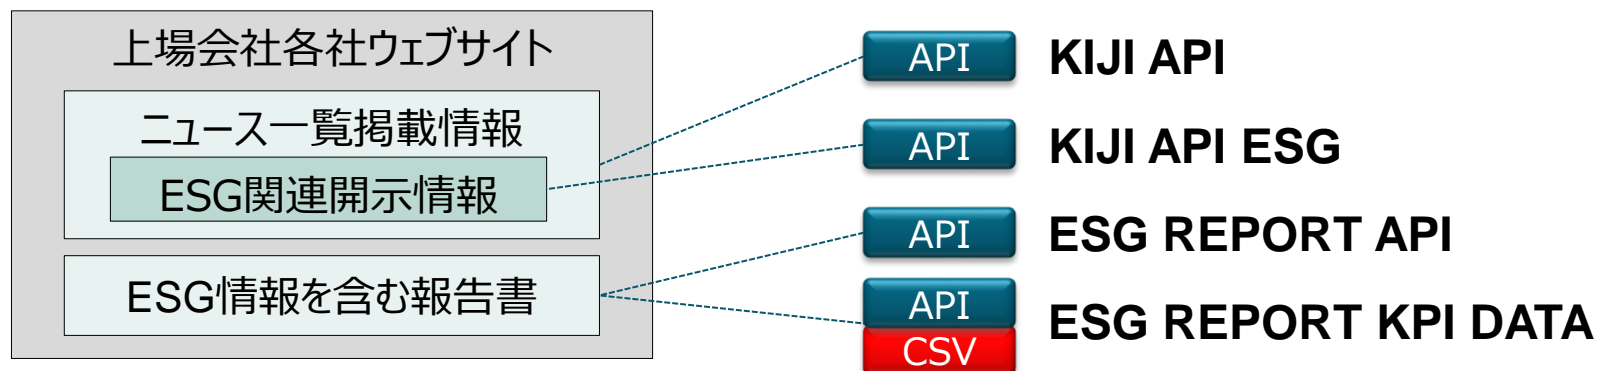 上場会社各社ウェブサイト
ニュース一覧掲載情報
ESG関連開示情報
ESG情報を含む報告書
API KIJI API
API KIJI API ESG
API ESG REPORT API
API
CSV
ESG REPORT KPI DATA